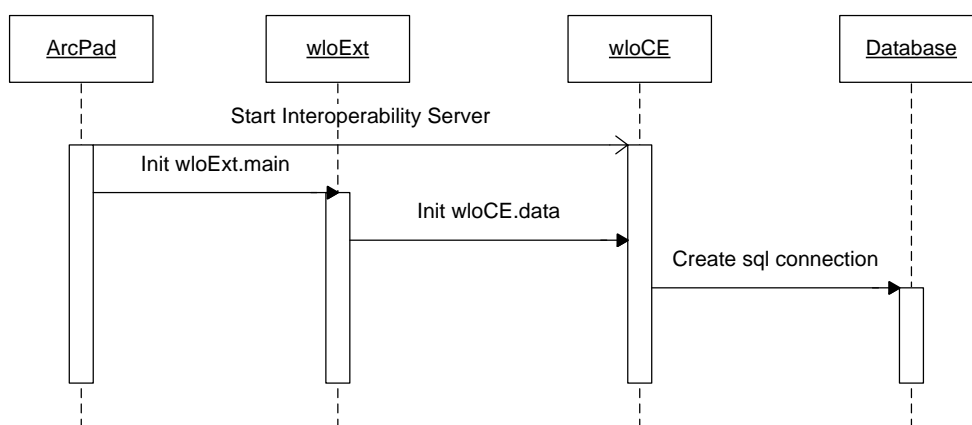 ArcPad
wloExt
wloCE
Database
Start Interoperability Server
Init wloExt.main
Init wloCE.data
Create sql connection